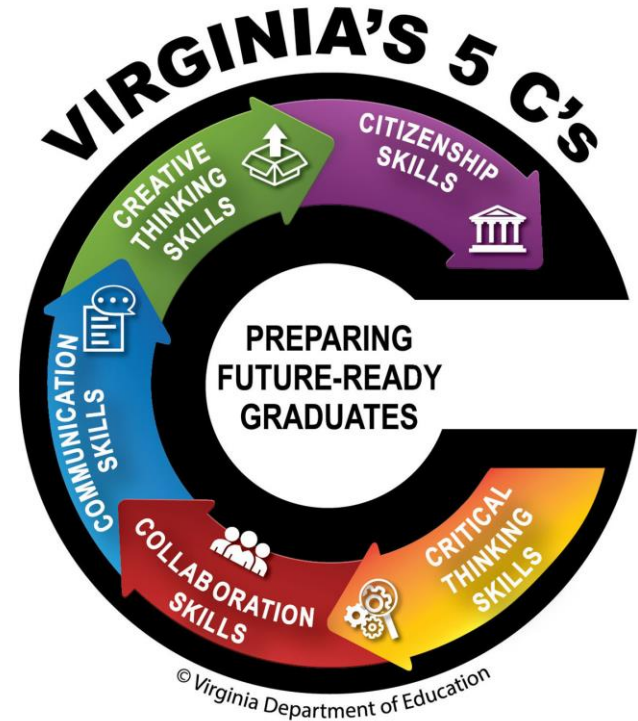 VIRGINIA'S 5 C's
CREATIVE
THINKING
SKILLS
CITIZENSHIP
SKILLS
PREPARING
FUTURE-READY
GRADUATES
COMMUNICATION
SKILLS
COLLABORATION
SKILLS
CRITICAL
THINKING
SKILLS
© Virginia Department of Education